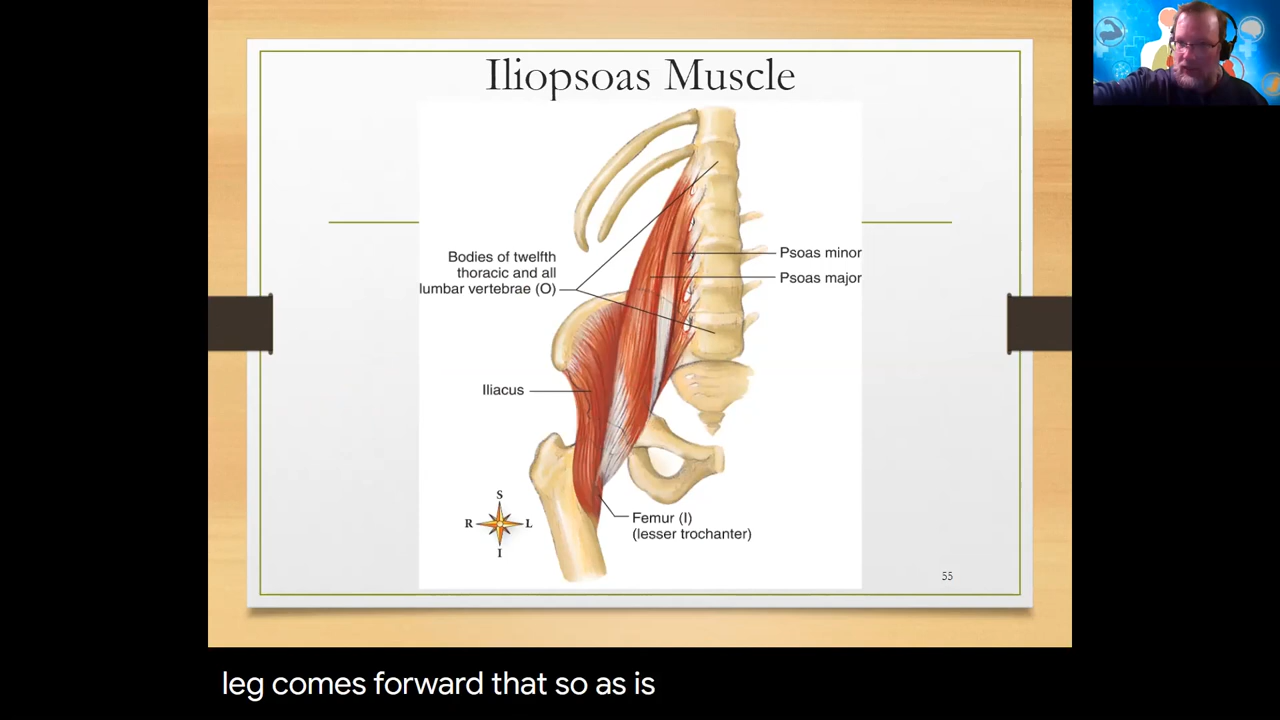 Iliopsoas Muscle
Bodies of twelfth
thoracic and all
lumbar vertebrae (O)
Psoas minor
Psoas major
Iliacus
S
R
L
I
Femur (I)
(lesser trochanter)
55
leg comes forward that so as is